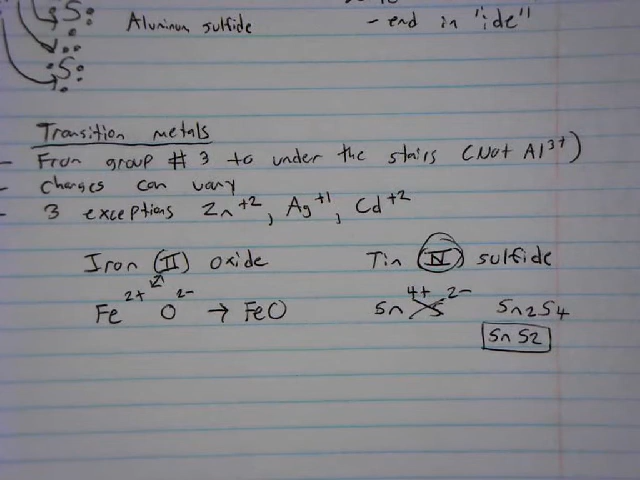 :S:
Aluminum sulfide - end in "ide"
:S:
Transition metals
- From group # 3 to under the stairs (Not Al3+)
- charges can vary
- 3 exceptions Zn+2, Ag+1, Cd+2
Iron (II) oxide Tin (IV) sulfide
Fe2+ O2- → FeO Sn4+ S2- Sn2S4
SnS2